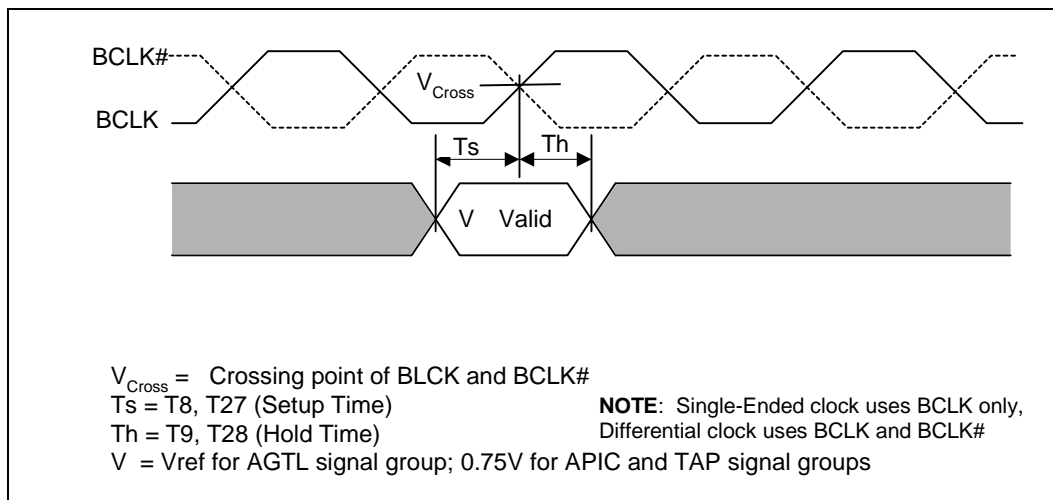 BCLK#
V_Cross
BCLK
Ts
Th
V Valid
V_Cross = Crossing point of BLCK and BCLK#
Ts = T8, T27 (Setup Time)
Th = T9, T28 (Hold Time)
V = Vref for AGTL signal group; 0.75V for APIC and TAP signal groups
NOTE: Single-Ended clock uses BCLK only,
Differential clock uses BCLK and BCLK#